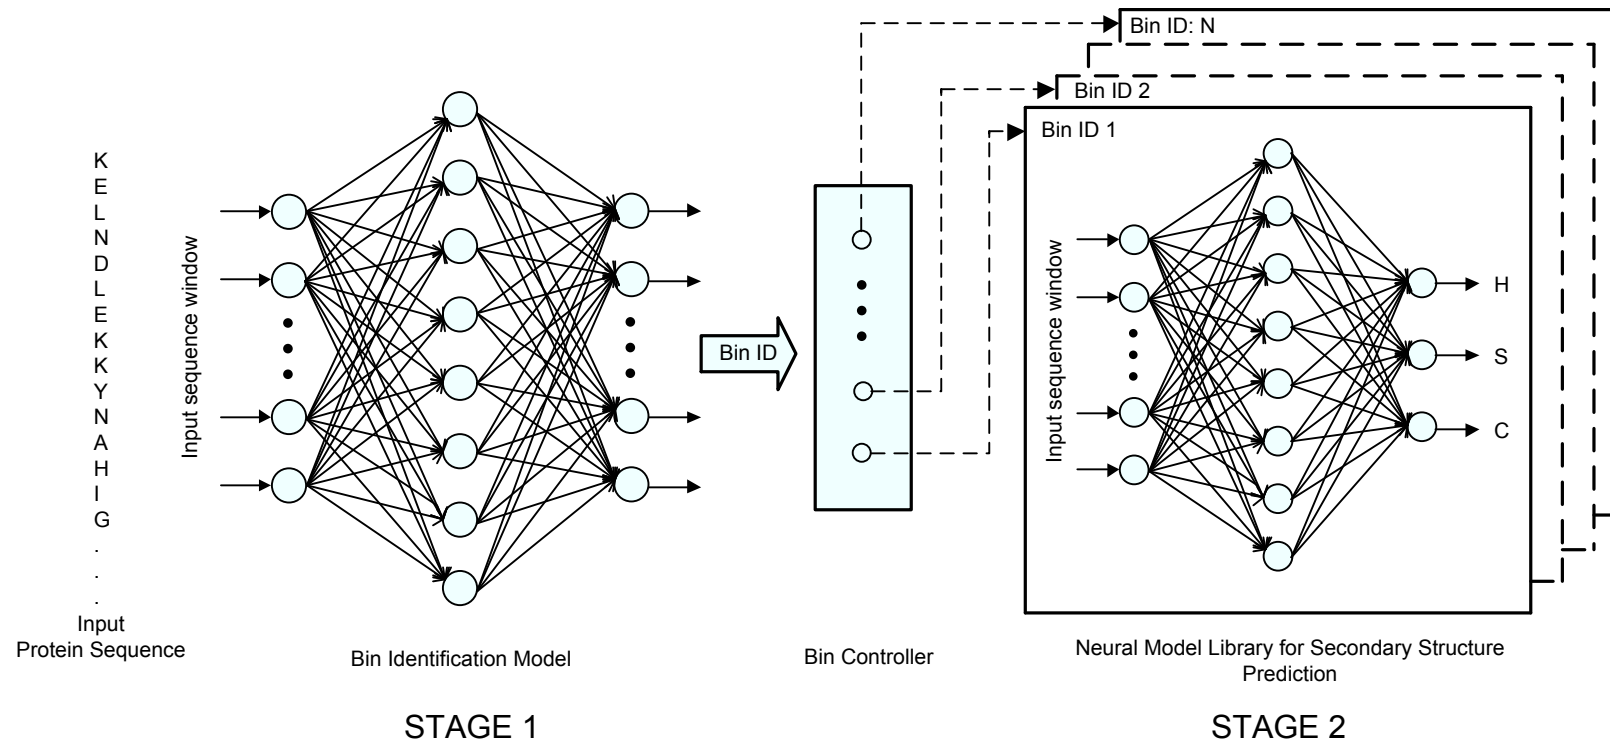 K
E
L
N
D
L
E
K
K
Y
N
A
H
I
G
.
.
.
Input
Protein Sequence
Input sequence window
Bin Identification Model
STAGE 1
Bin ID
Bin Controller
Bin ID: N
Bin ID 2
Bin ID 1
Input sequence window
H
S
C
Neural Model Library for Secondary Structure
Prediction
STAGE 2